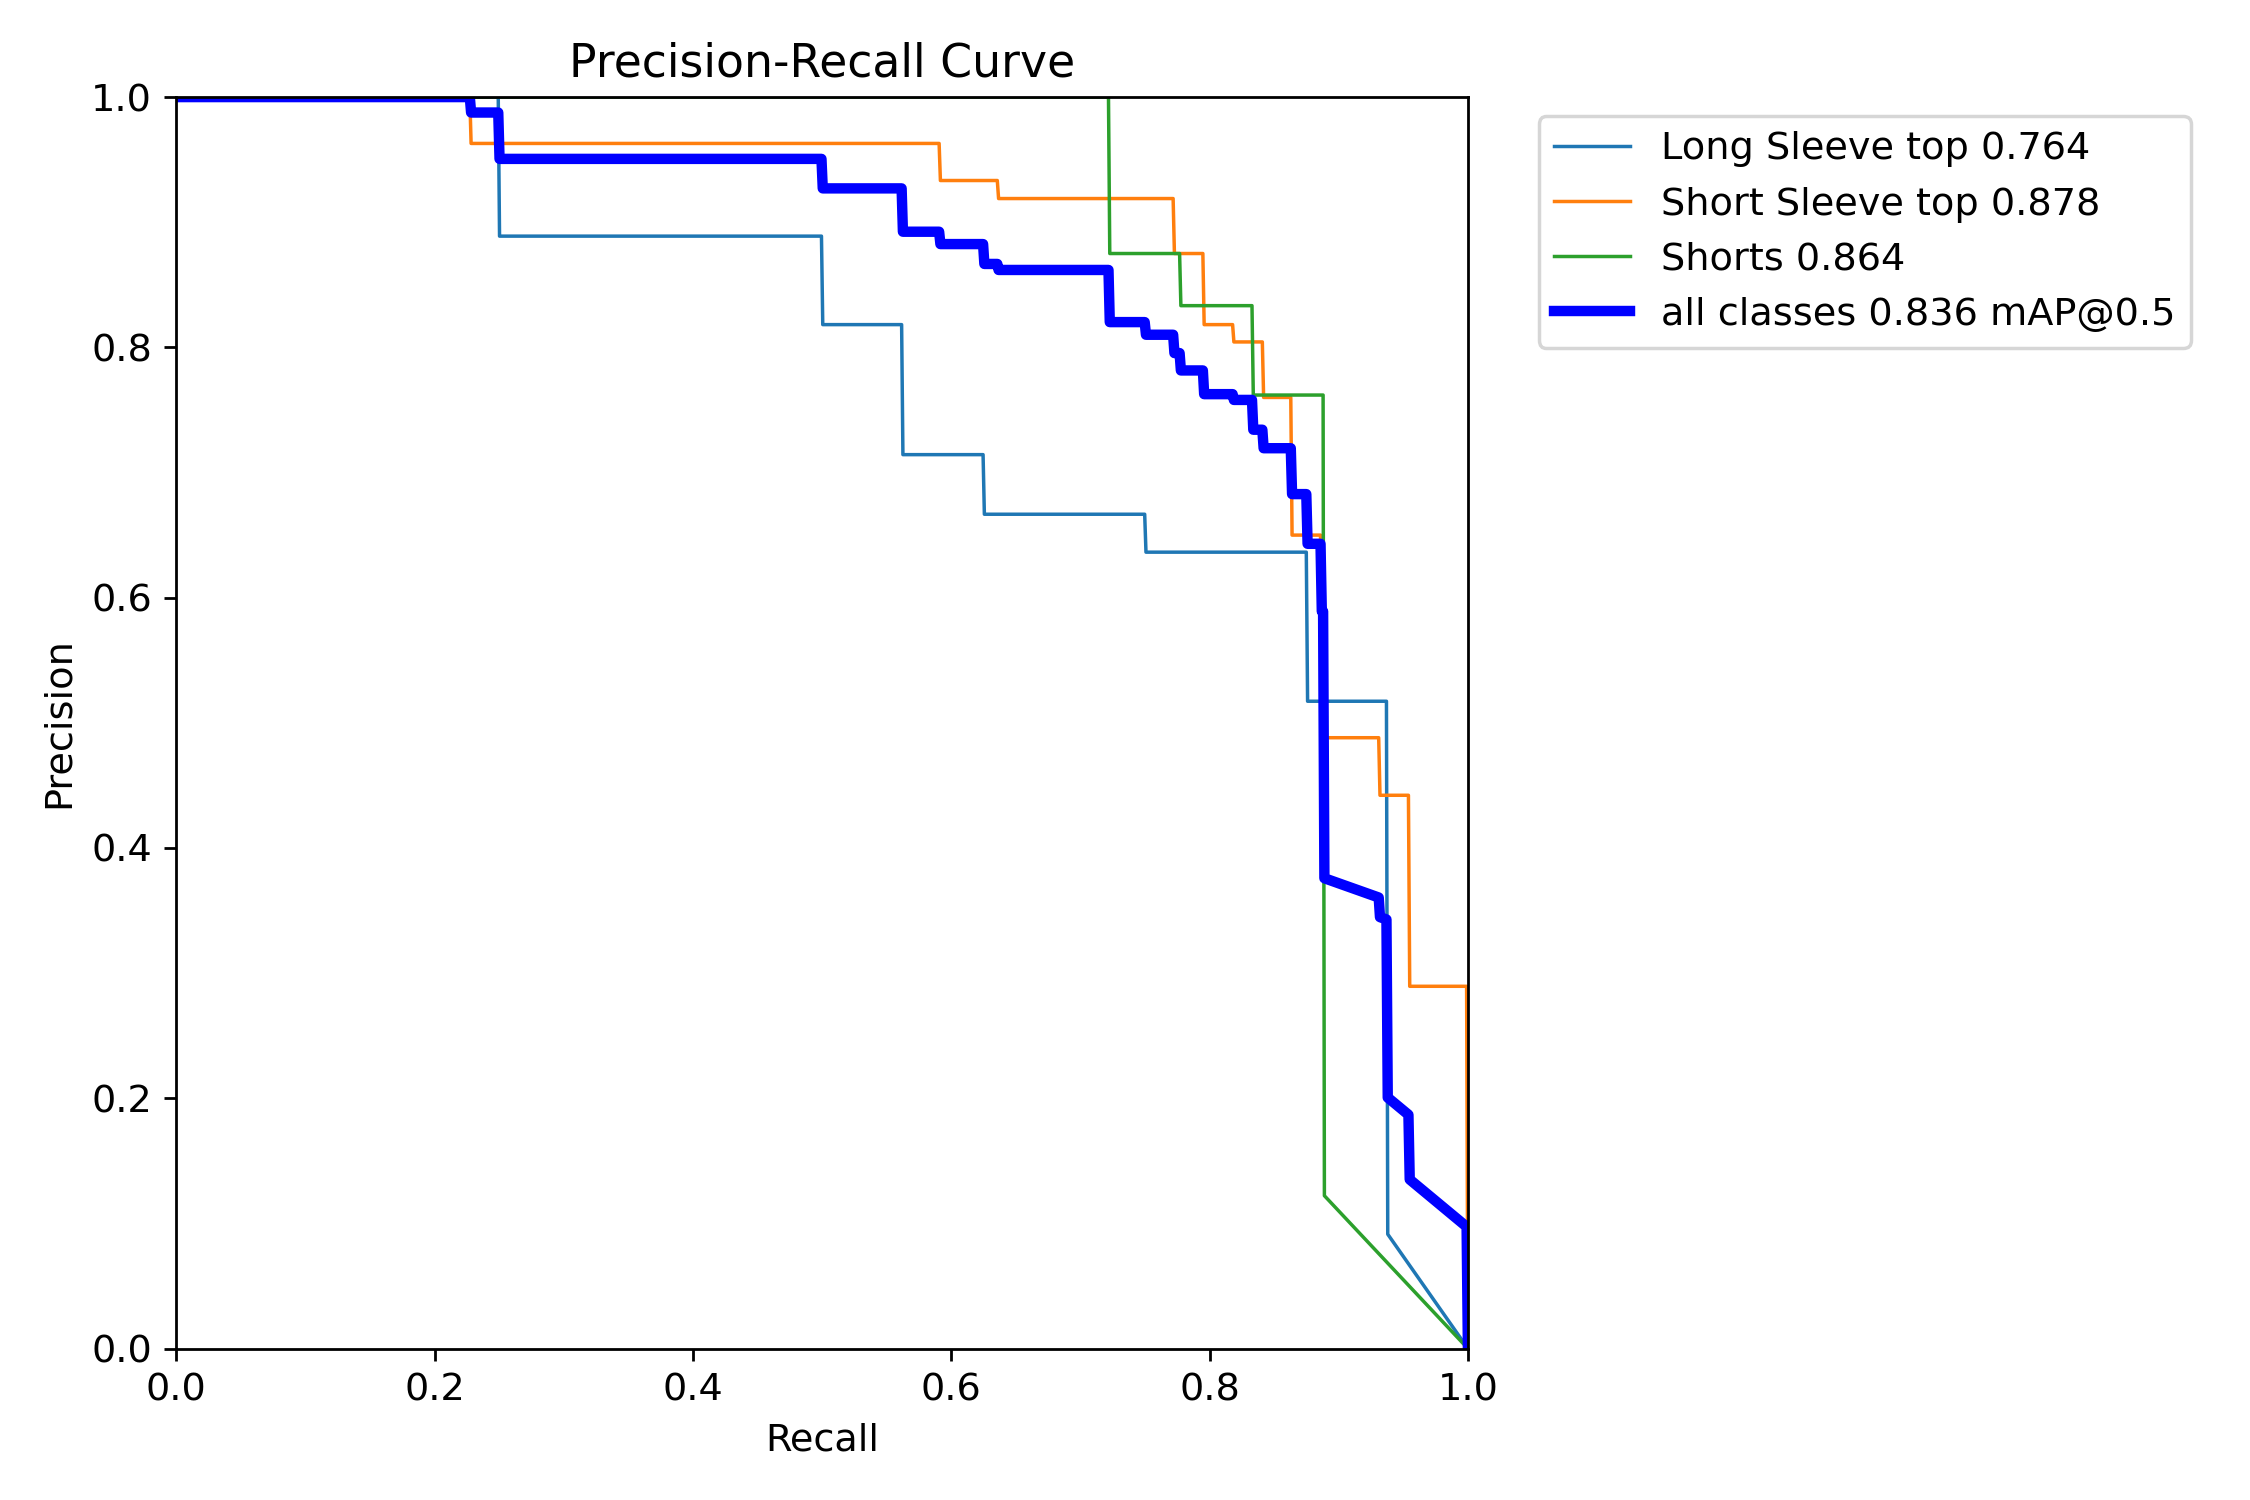 Precision-Recall Curve
1.0
0.8
0.6
0.4
0.2
0.0
Precision
0.0 0.2 0.4 0.6 0.8 1.0
Recall
Long Sleeve top 0.764
Short Sleeve top 0.878
Shorts 0.864
all classes 0.836 mAP@0.5